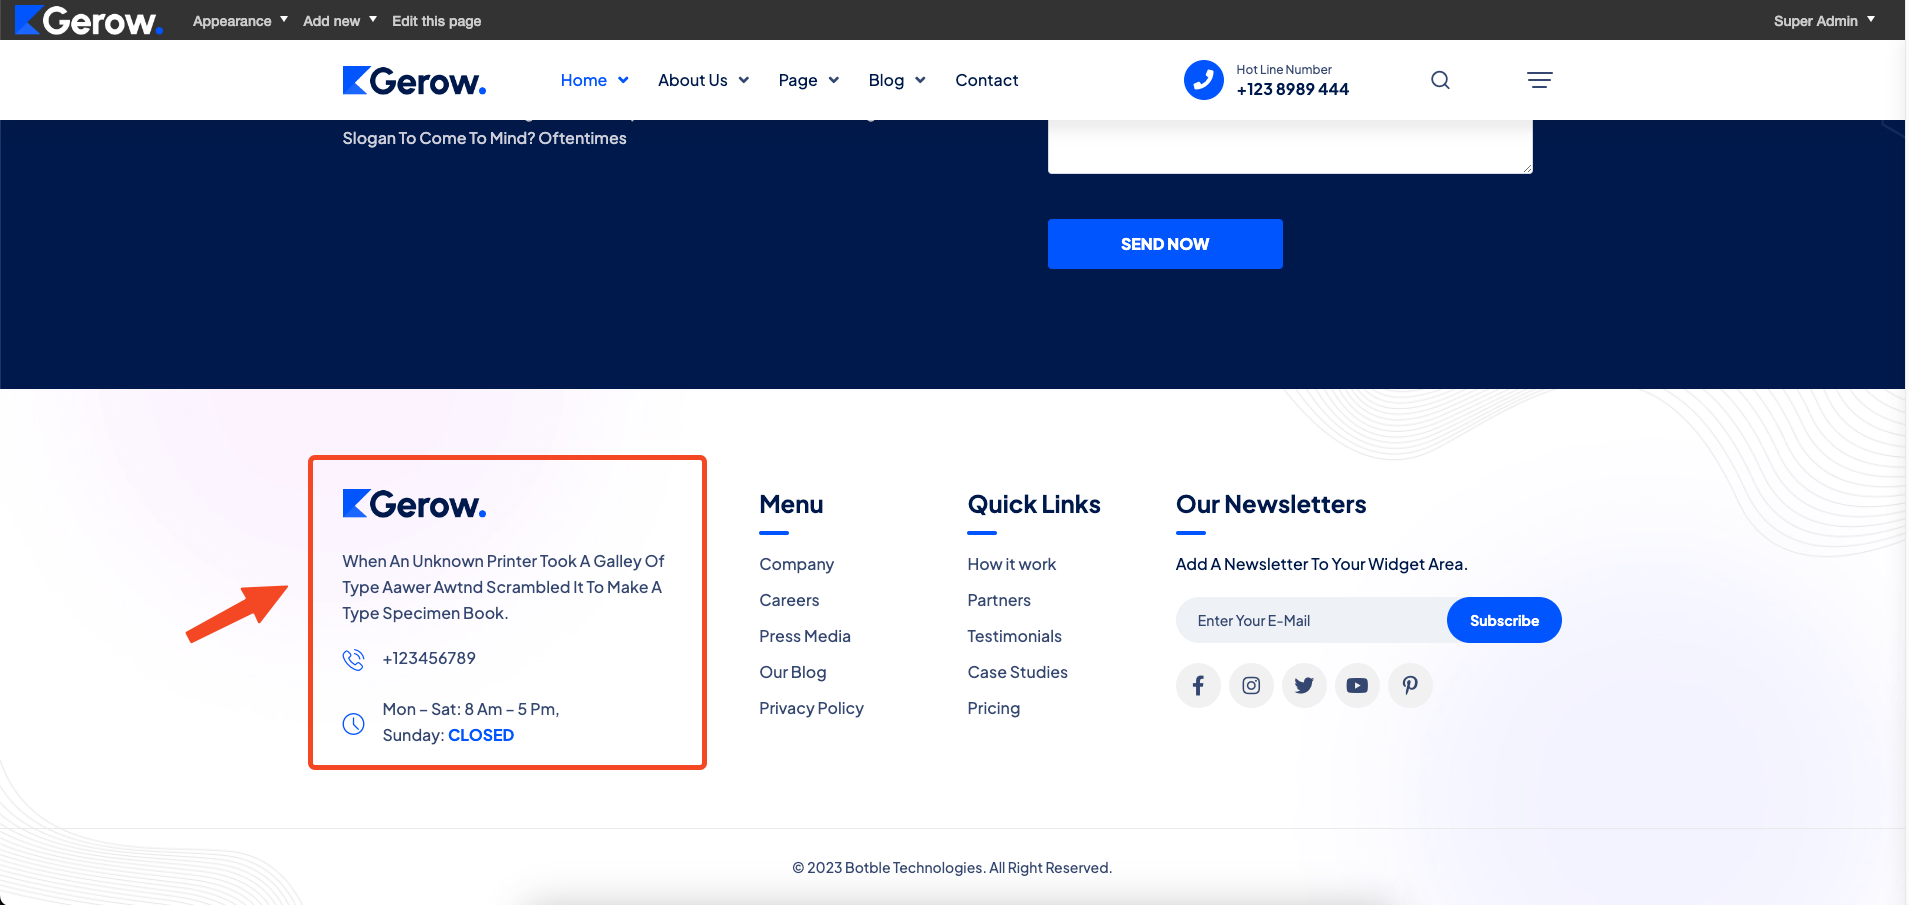 Gerow.
Appearance
Add new
Edit this page
Super Admin
Gerow.
Home
About Us
Page
Blog
Contact
Hot Line Number
+123 8989 444
Slogan To Come To Mind? Oftentimes
SEND NOW
Gerow.
When An Unknown Printer Took A Galley Of
Type Aawer Awtnd Scrambled It To Make A
Type Specimen Book.
+123456789
Mon – Sat: 8 Am – 5 Pm,
Sunday: CLOSED
Menu
Company
Careers
Press Media
Our Blog
Privacy Policy
Quick Links
How it work
Partners
Testimonials
Case Studies
Pricing
Our Newsletters
Add A Newsletter To Your Widget Area.
Enter Your E-Mail
Subscribe
© 2023 Botble Technologies. All Right Reserved.